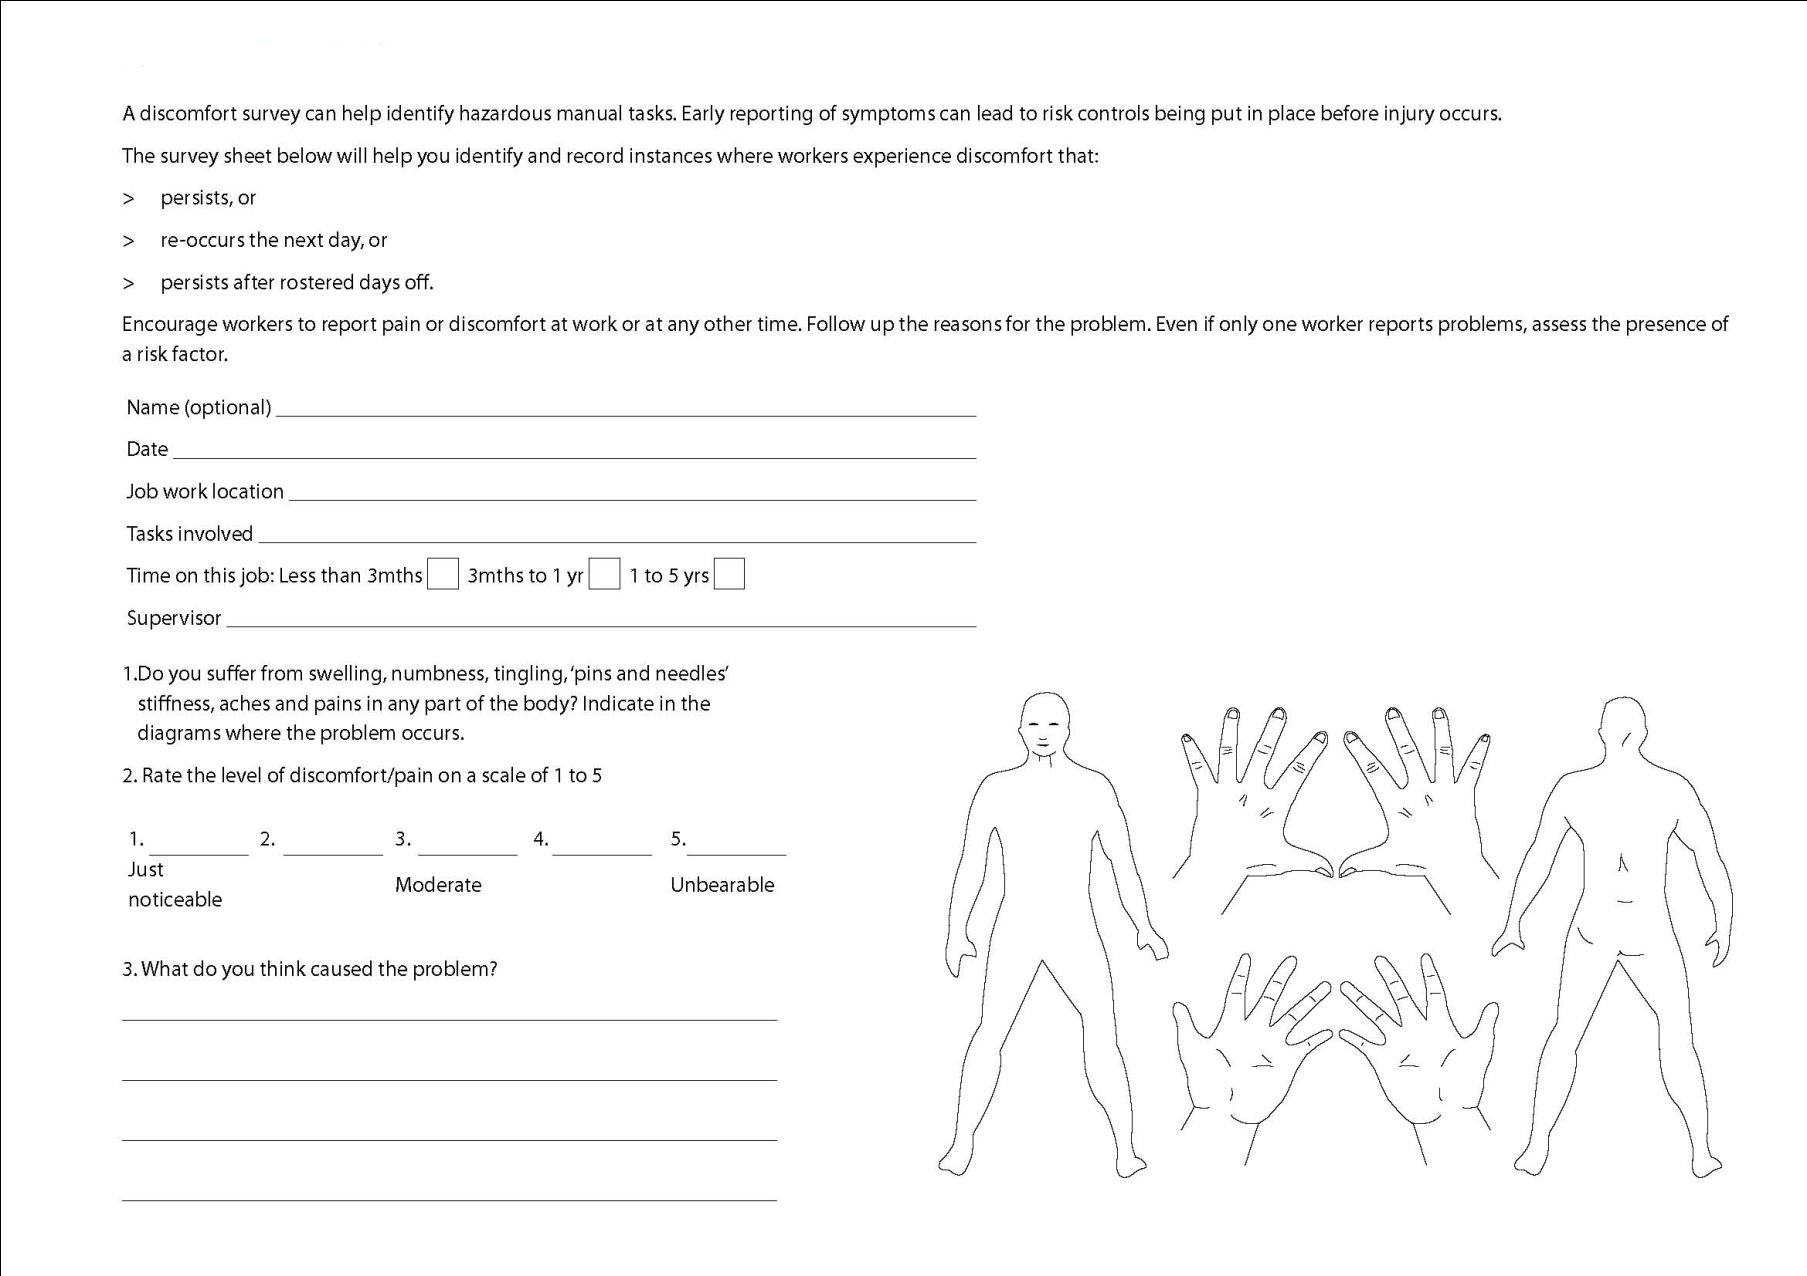 A discomfort survey can help identify hazardous manual tasks. Early reporting of symptoms can lead to risk controls being put in place before injury occurs.
The survey sheet below will help you identify and record instances where workers experience discomfort that:
> persists, or
> re-occurs the next day, or
> persists after rostered days off.
Encourage workers to report pain or discomfort at work or at any other time. Follow up the reasons for the problem. Even if only one worker reports problems, assess the presence of
a risk factor.
Name (optional)
Date
Job work location
Tasks involved
Time on this job: Less than 3mths 3mths to 1 yr 1 to 5 yrs
Supervisor
1.Do you suffer from swelling, numbness, tingling, ‘pins and needles’
stiffness, aches and pains in any part of the body? Indicate in the
diagrams where the problem occurs.
2. Rate the level of discomfort/pain on a scale of 1 to 5
1. 2. 3. 4. 5.
Just
noticeable
Moderate
Unbearable
3. What do you think caused the problem?